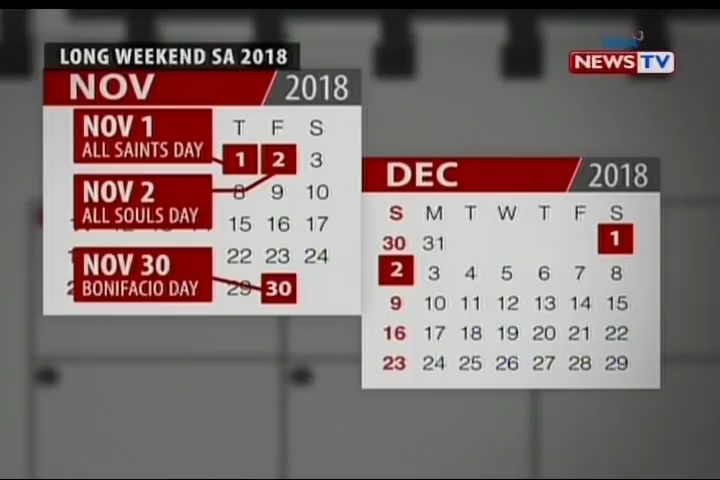 LONG WEEKEND SA 2018
NEWSTV
NOV 2018
NOV 1
ALL SAINTS DAY
NOV 2
ALL SOULS DAY
NOV 30
BONIFACIO DAY
T F S
1 2 3
8 9 10
15 16 17
22 23 24
29 30
DEC 2018
S M T W T F S
30 31 1
2 3 4 5 6 7 8
9 10 11 12 13 14 15
16 17 18 19 20 21 22
23 24 25 26 27 28 29